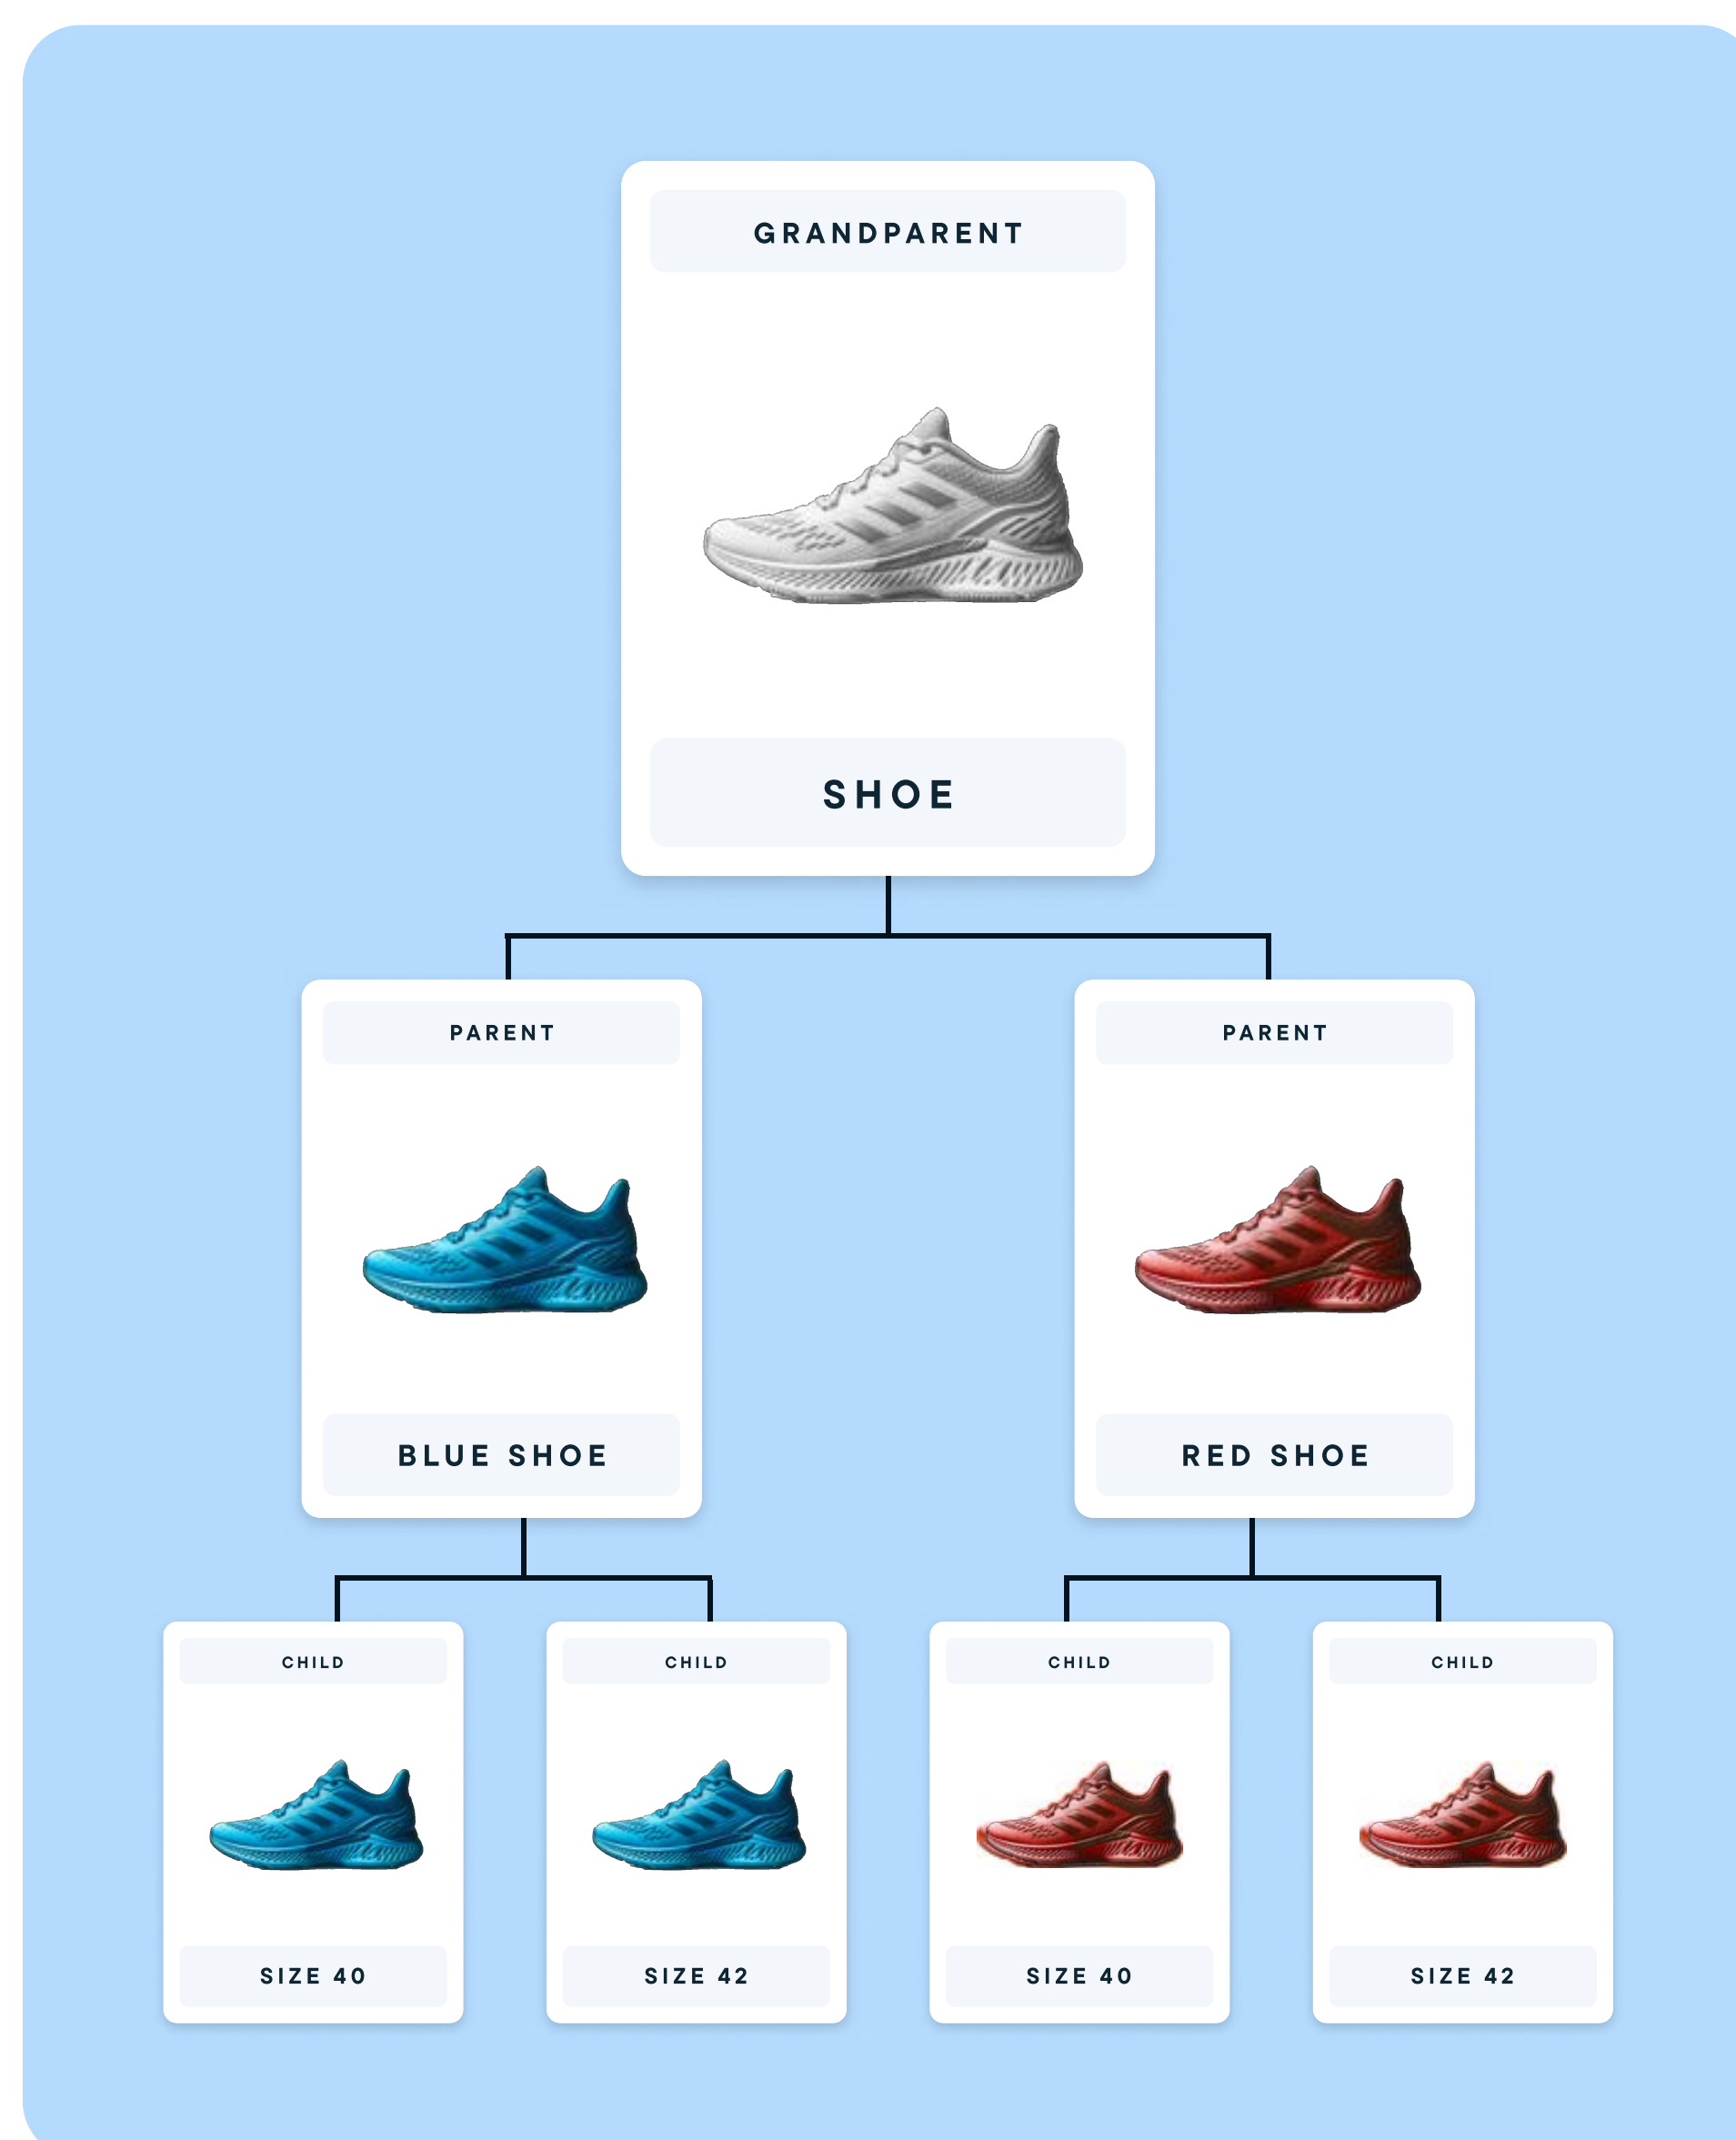 GRANDPARENT
SHOE
PARENT
PARENT
BLUE SHOE
RED SHOE
CHILD
CHILD
CHILD
CHILD
SIZE 40
SIZE 42
SIZE 40
SIZE 42